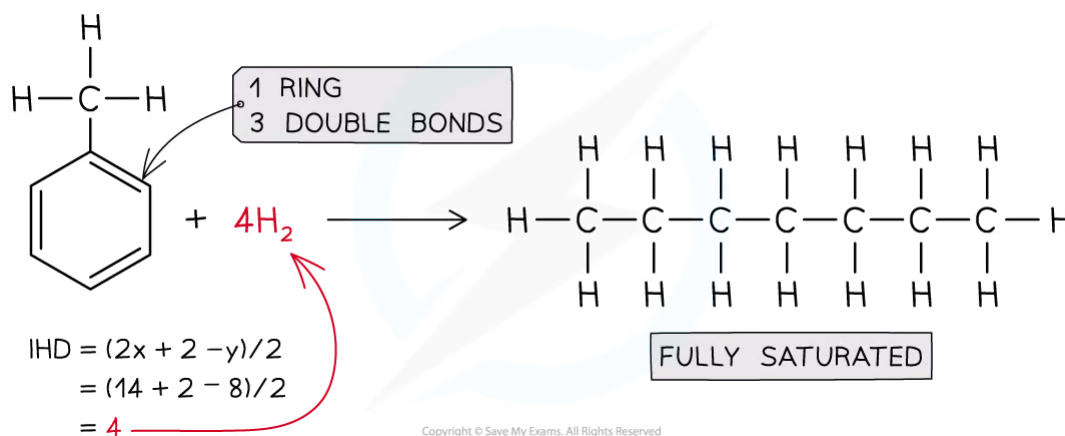 H
H—C—H
1 RING
3 DOUBLE BONDS
+ 4H₂
H H H H H H H
H—C—C—C—C—C—C—C—H
H H H H H H H
IHD = (2x + 2 – y)/2
= (14 + 2 – 8)/2
= 4
FULLY SATURATED
Copyright © Save My Exams. All Rights Reserved